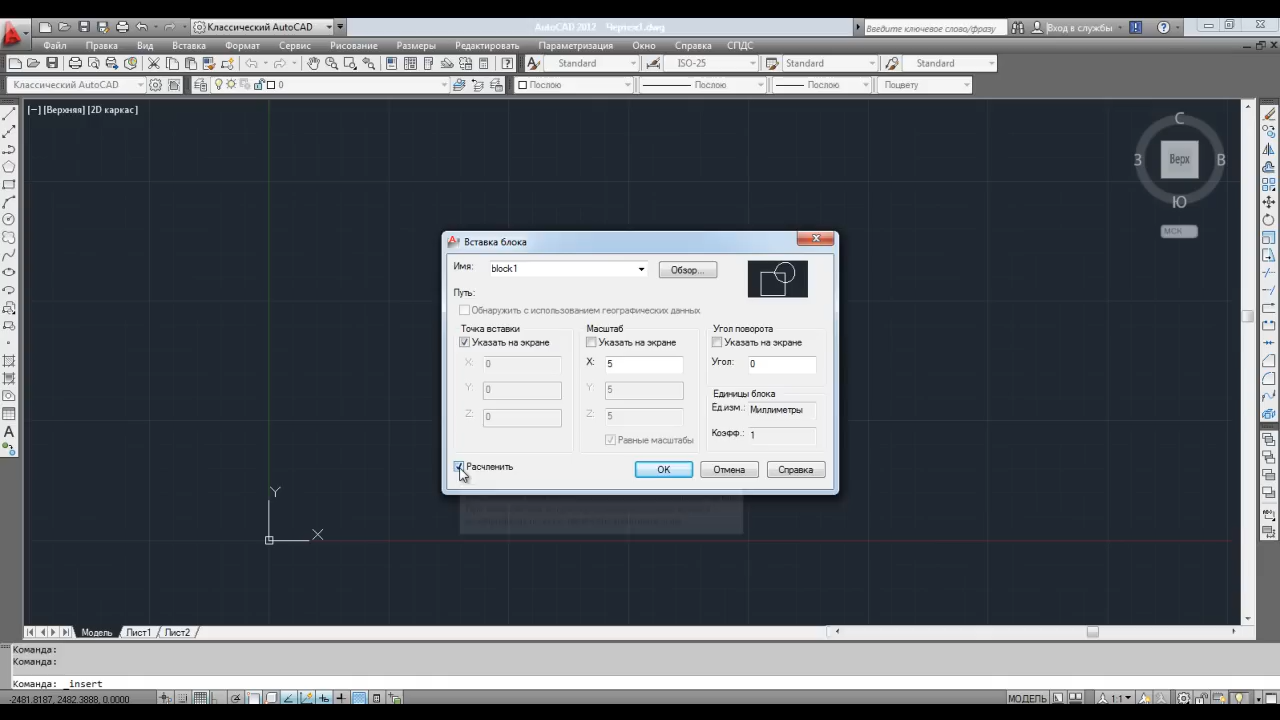 Классический AutoCAD
AutoCAD 2012 Чертеж1.dwg
Введите ключевое слово/фразу
Вход в службы
Файл Правка Вид Вставка Формат Сервис Рисование Размеры Редактировать Параметризация Окно Справка СПДС
Standard ISO-25 Standard Standard
Классический AutoCAD 0 Послою Послою Послою Поцвету
[−] [Верхняя] [2D каркас]
С
З Верх В
Ю
МСК
Вставка блока
Имя: block1 Обзор...
Путь:
Обнаружить с использованием географических данных
Точка вставки Масштаб Угол поворота
Указать на экране Указать на экране Указать на экране
X: 0 X: 5 Угол: 0
Y: 0 Y: 5 Единицы блока
Ед.изм.: Миллиметры
Z: 0 Z: 5 Коэфф.: 1
Равные масштабы
Расчленить OK Отмена Справка
Y
X
Модель Лист1 Лист2
Команда:
Команда:
Команда: _insert
-2481.8187, 2482.3898, 0.0000 МОДЕЛЬ 1:1